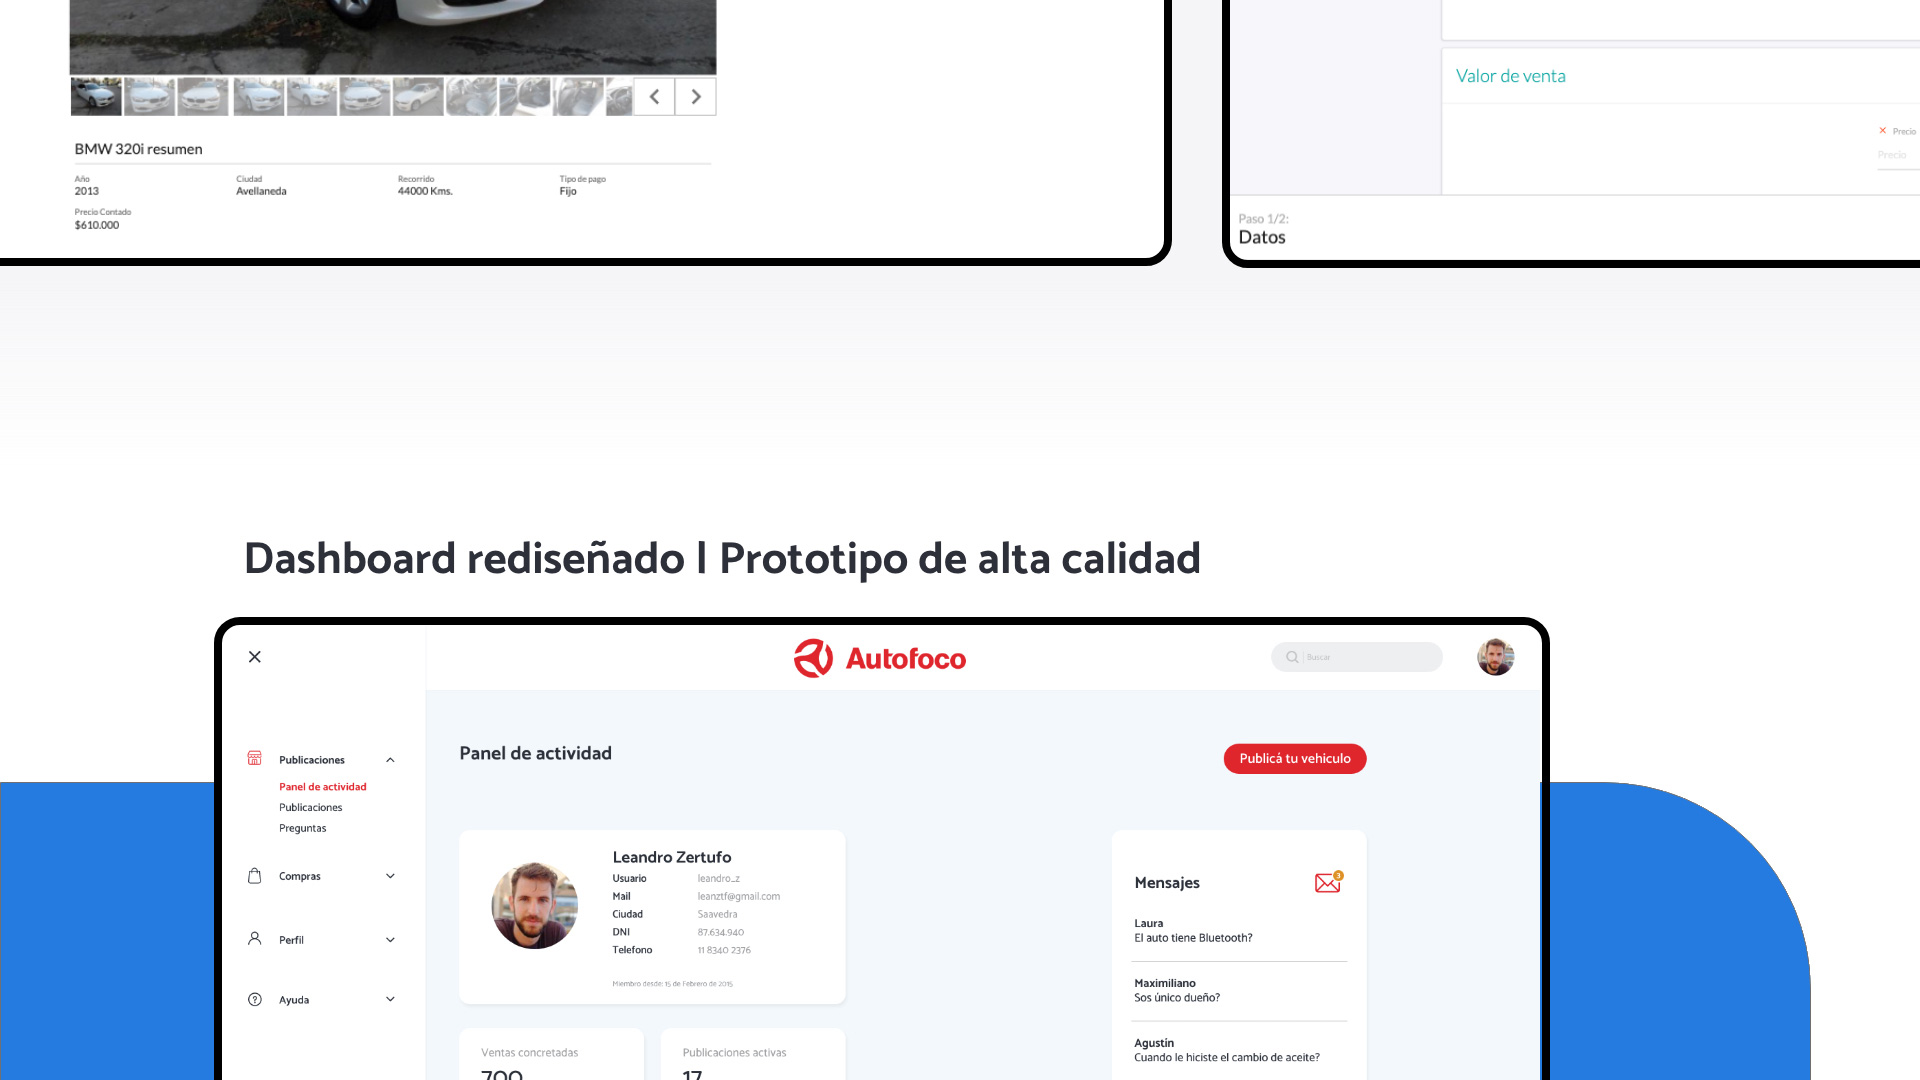 BMW 320i resumen
Año
2013
Ciudad
Avellaneda
Recorrido
44000 Kms.
Tipo de pago
Fijo
Precio Contado
$610.000
Valor de venta
Precio
Precio
Paso 1/2:
Datos
Dashboard rediseñado | Prototipo de alta calidad
Autofoco
Buscar
Publicaciones
Panel de actividad
Publicaciones
Preguntas
Compras
Perfil
Ayuda
Panel de actividad
Publicá tu vehiculo
Leandro Zertufo
Usuario leandro_z
Mail leanztf@gmail.com
Ciudad Saavedra
DNI 87.634.940
Telefono 11 8340 2376
Miembro desde: 15 de Febrero de 2015
Ventas concretadas
700
Publicaciones activas
17
Mensajes
3
Laura
El auto tiene Bluetooth?
Maximiliano
Sos único dueño?
Agustín
Cuando le hiciste el cambio de aceite?